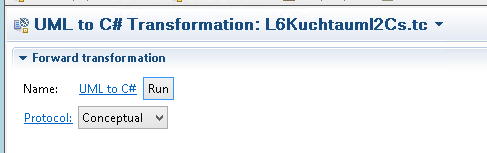 UML to C# Transformation: L6Kuchtauml2Cs.tc
Forward transformation
Name: UML to C# Run
Protocol: Conceptual